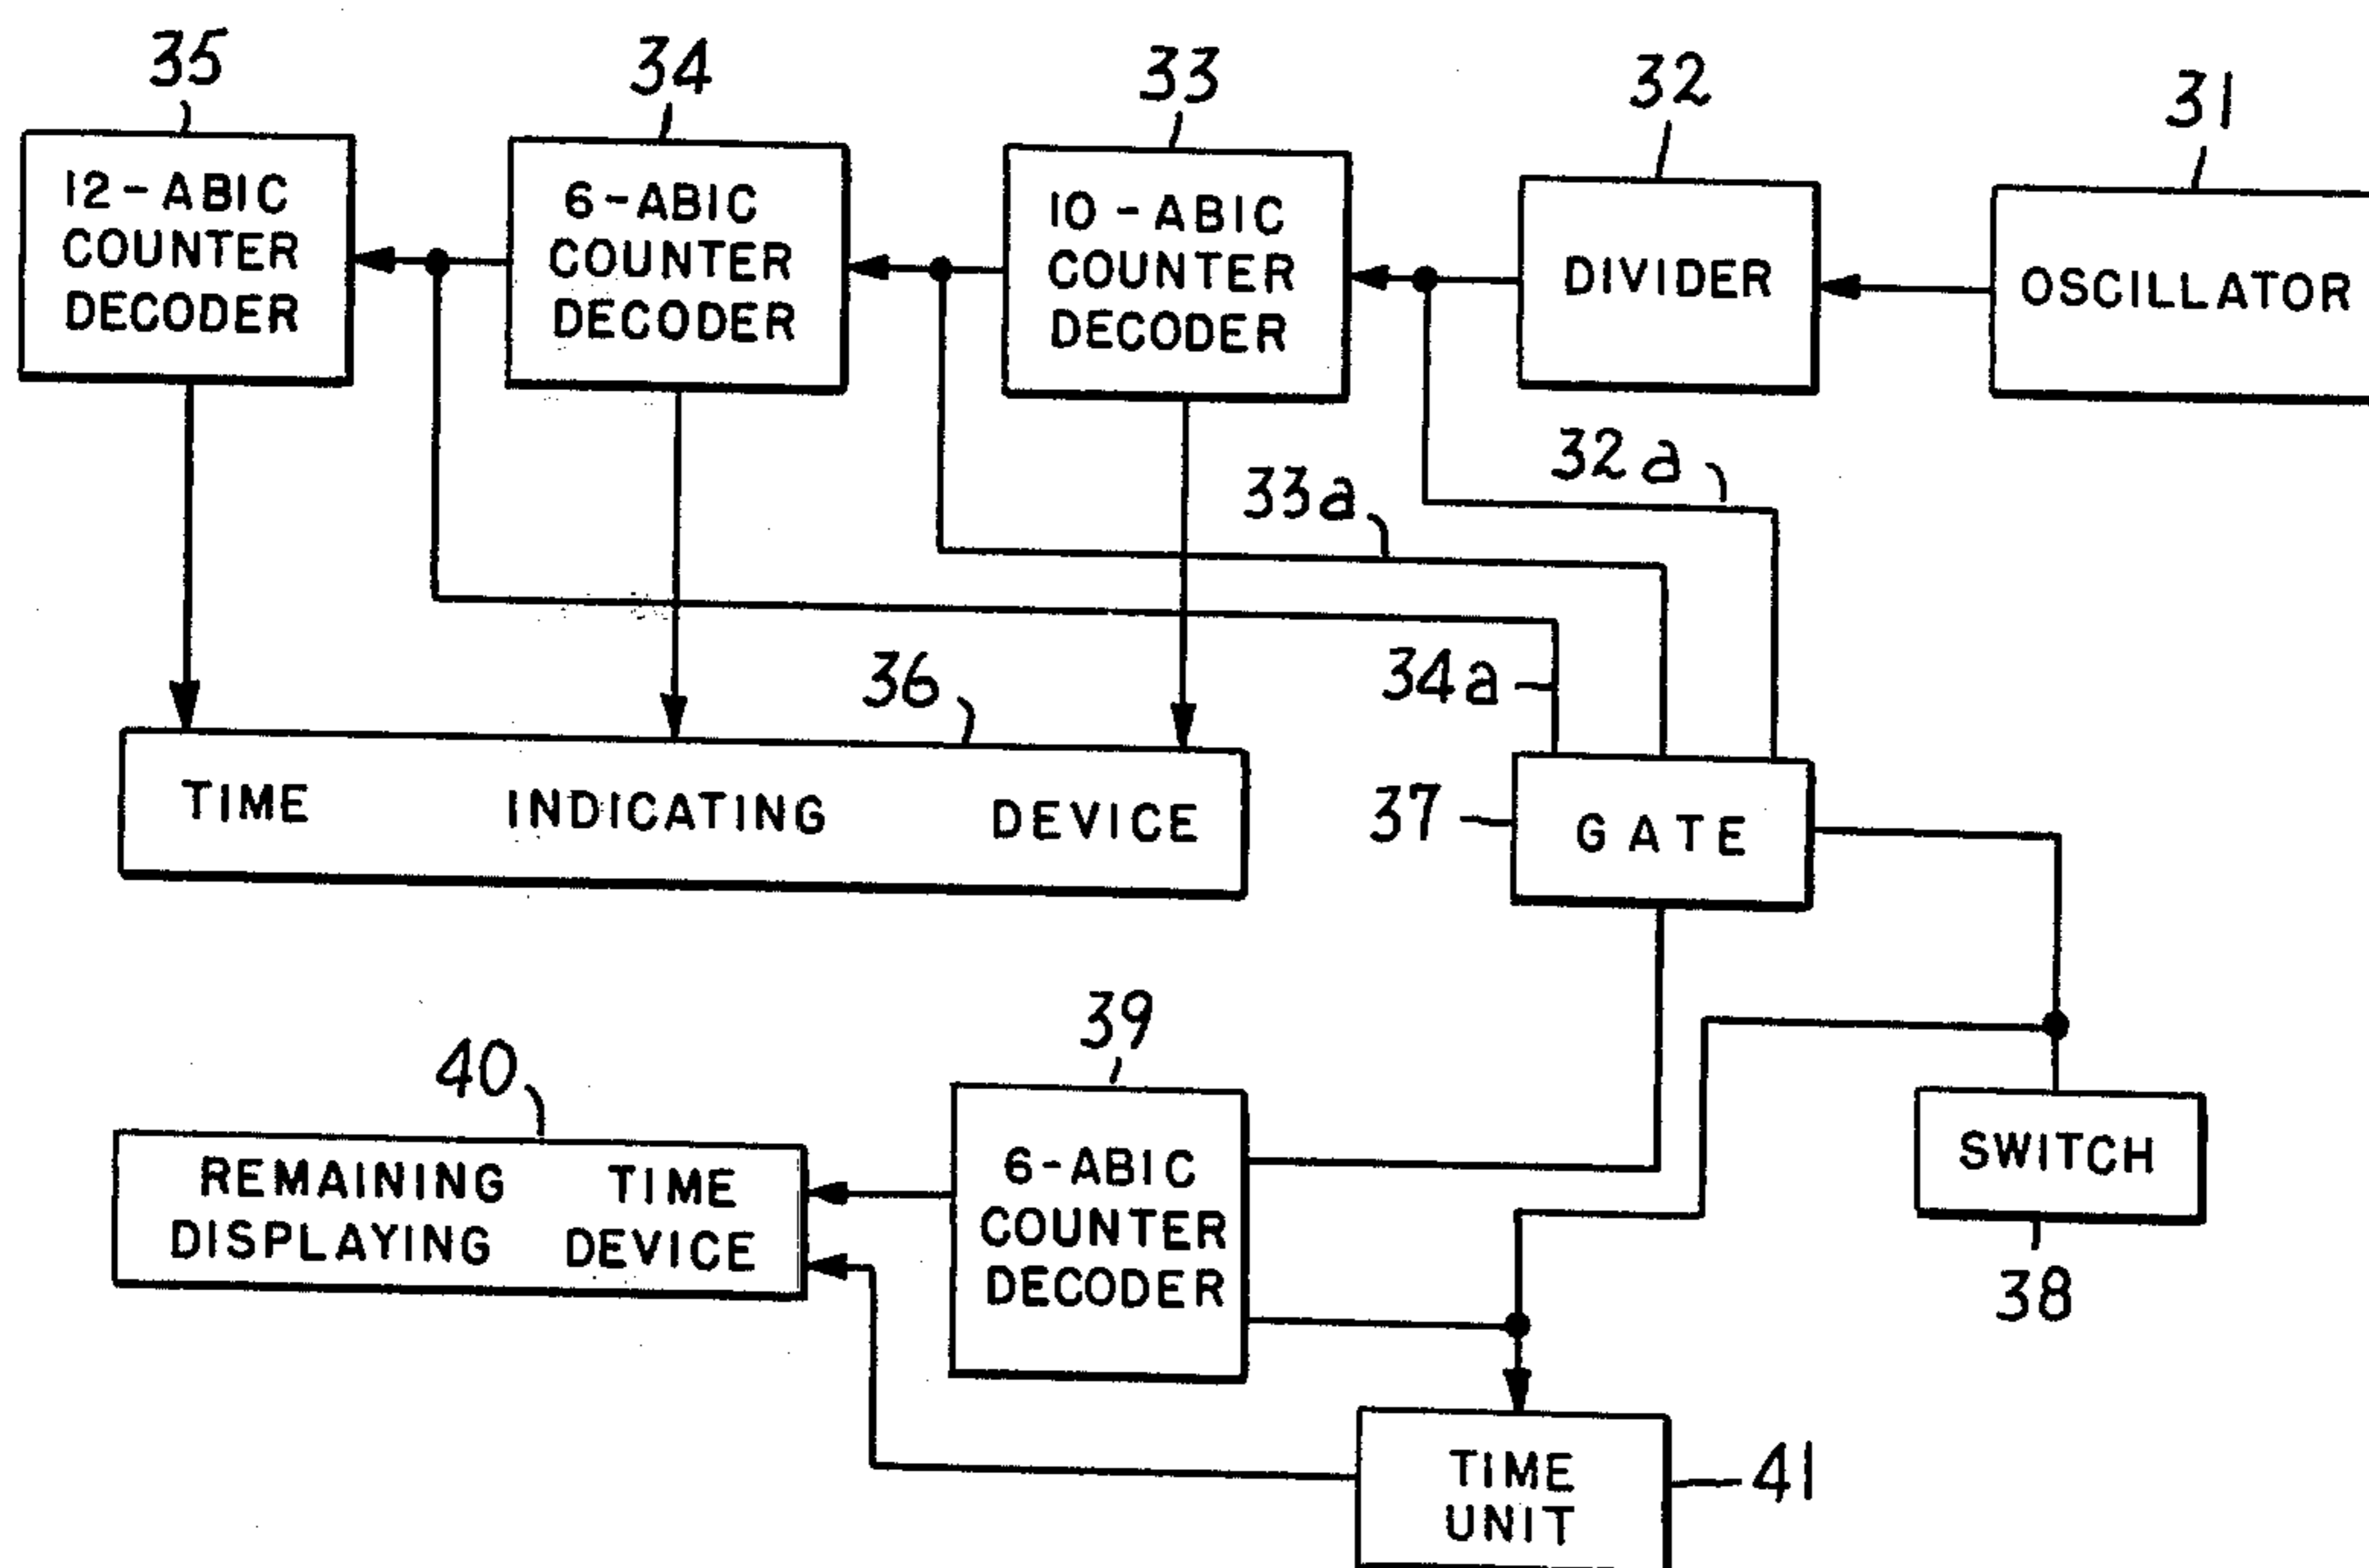 35
34
33
32
31
12-ABIC
COUNTER
DECODER
6-ABIC
COUNTER
DECODER
10-ABIC
COUNTER
DECODER
DIVIDER
OSCILLATOR
32a
33a
34a
36
TIME INDICATING DEVICE
37
GATE
39
40
REMAINING TIME
DISPLAYING DEVICE
6-ABIC
COUNTER
DECODER
SWITCH
38
TIME
UNIT
41